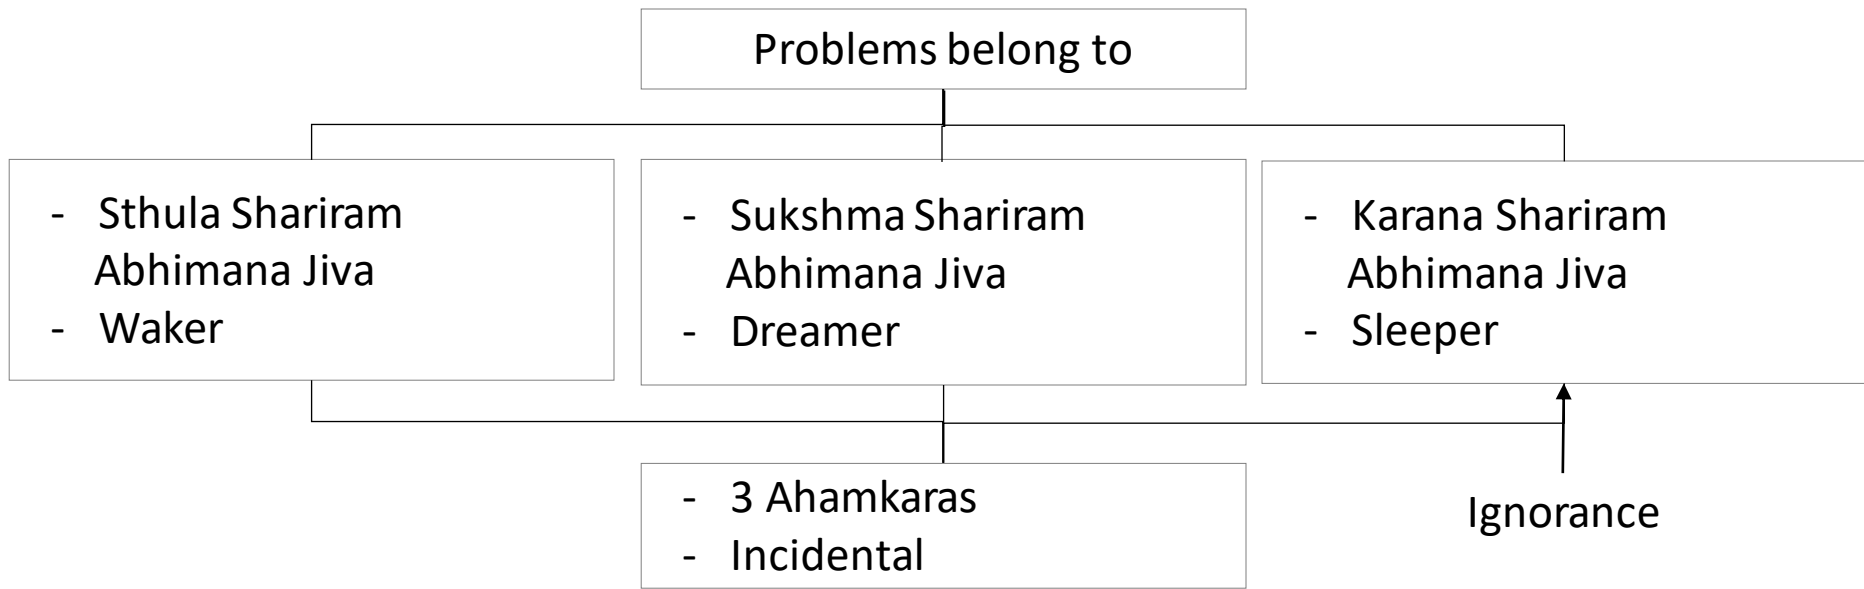 Problems belong to
- Sthula Shariram
Abhimana Jiva
- Waker
- Sukshma Shariram
Abhimana Jiva
- Dreamer
- Karana Shariram
Abhimana Jiva
- Sleeper
- 3 Ahamkaras
- Incidental
Ignorance